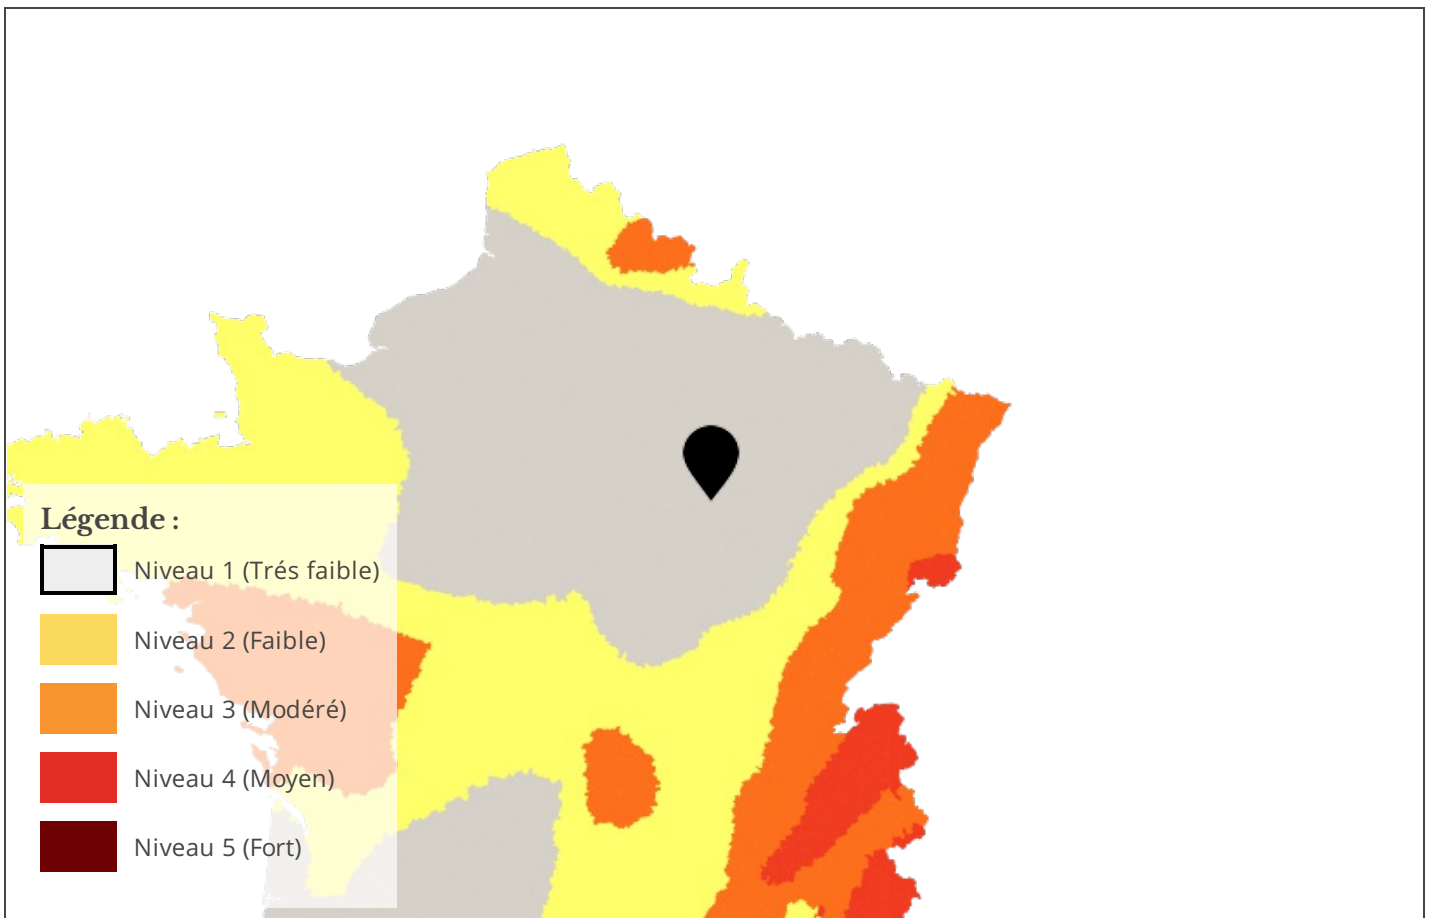 Légende :
Niveau 1 (Trés faible)
Niveau 2 (Faible)
Niveau 3 (Modéré)
Niveau 4 (Moyen)
Niveau 5 (Fort)